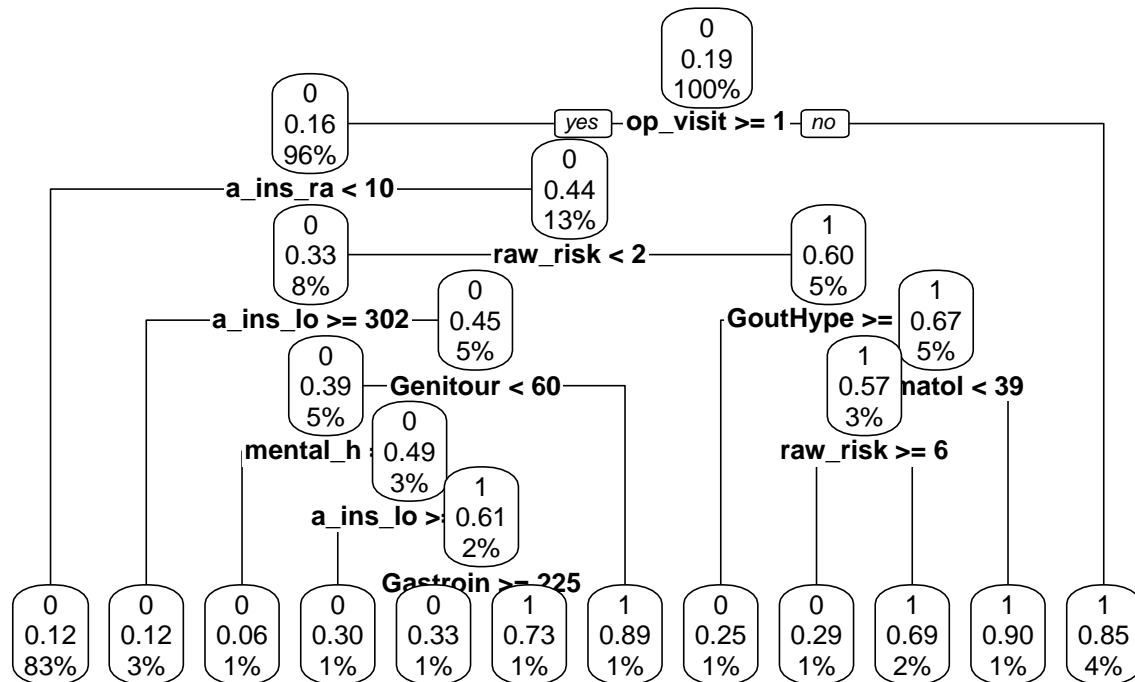 0
0.19
100%
yes op_visit >= 1 no
0
0.16
96%
a_ins_ra < 10
0
0.44
13%
raw_risk < 2
0
0.33
8%
1
0.60
5%
a_ins_lo >= 302
0
0.45
5%
GoutHype >=
1
0.67
5%
0
0.39
5%
Genitour < 60
1
0.57
3%
matol < 39
mental_h
0
0.49
3%
raw_risk >= 6
a_ins_lo >=
1
0.61
2%
Gastroin >= 225
0 0 0 0 0 1 1 0 0 1 1 1
0.12 0.12 0.06 0.30 0.33 0.73 0.89 0.25 0.29 0.69 0.90 0.85
83% 3% 1% 1% 1% 1% 1% 1% 1% 2% 1% 4%